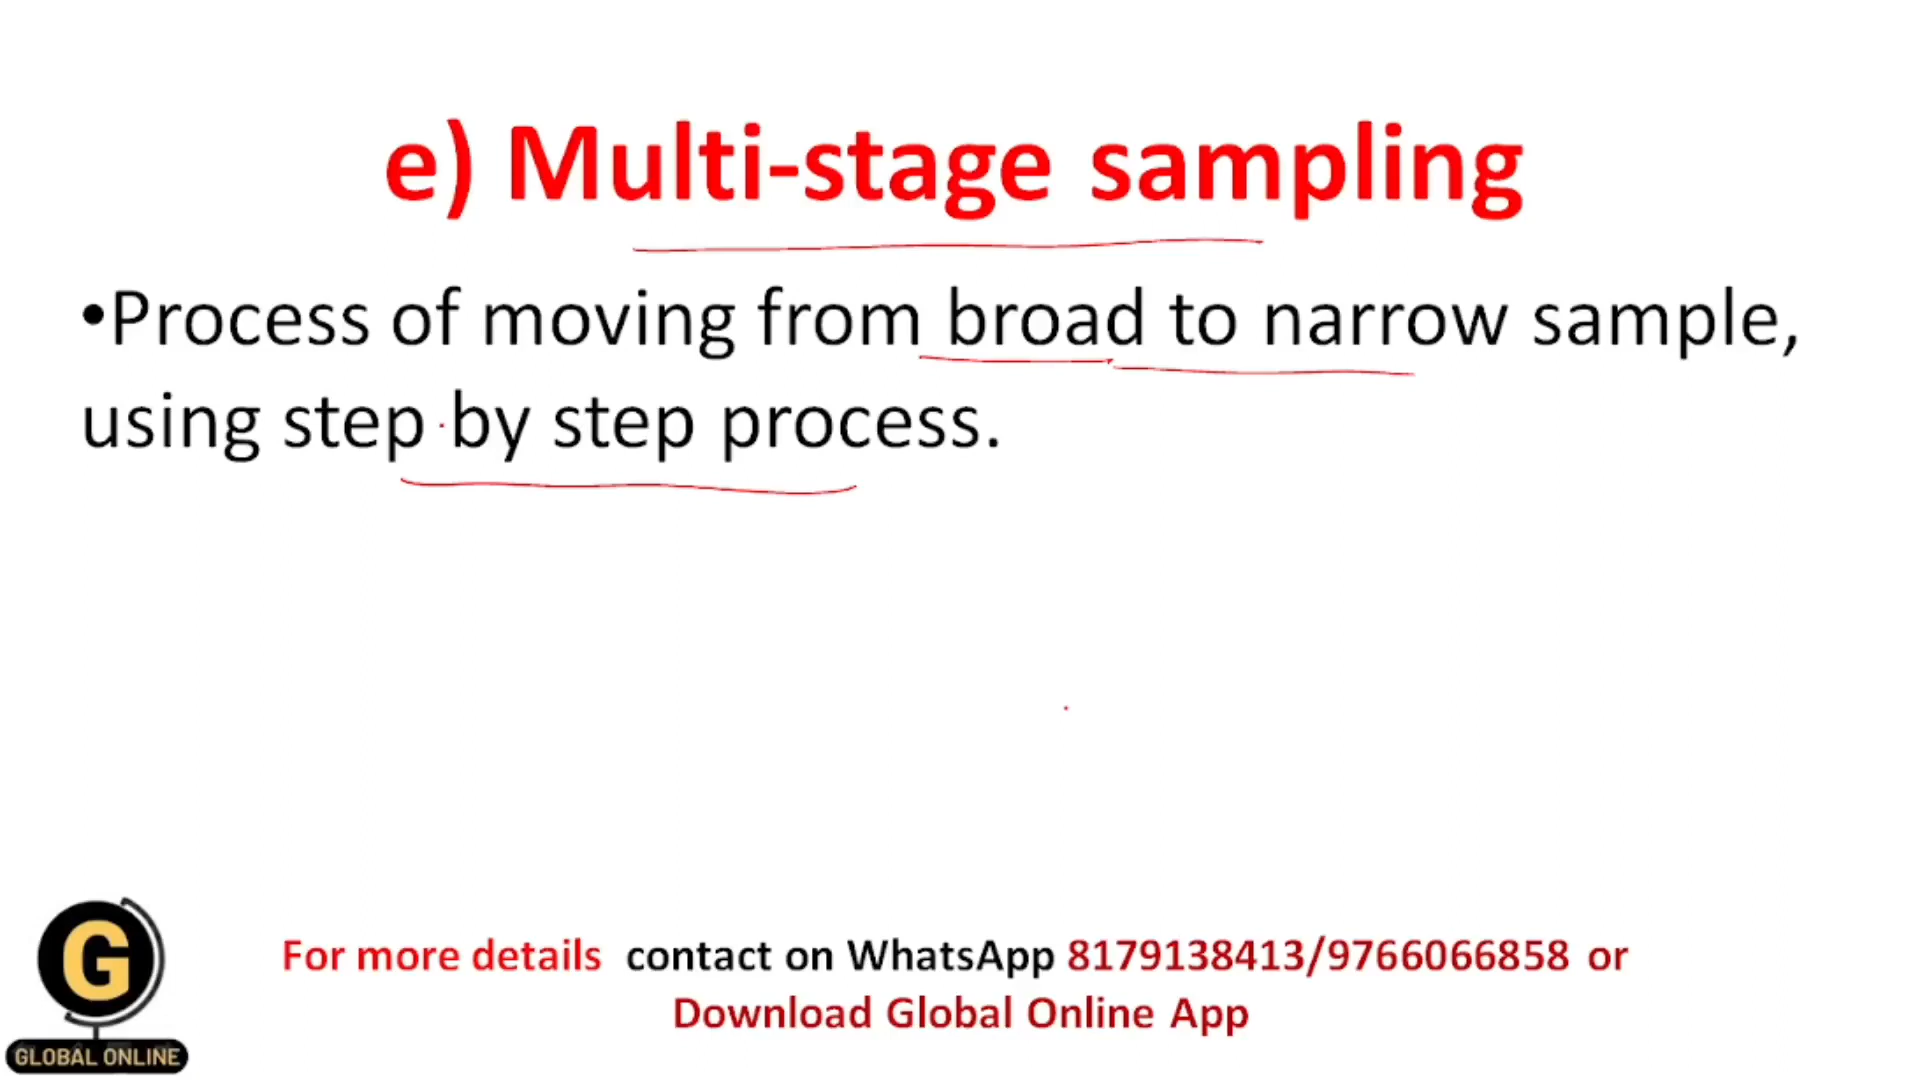 e) Multi-stage sampling
•Process of moving from broad to narrow sample,
using step by step process.
For more details contact on WhatsApp 8179138413/9766066858 or
Download Global Online App
G
GLOBAL ONLINE